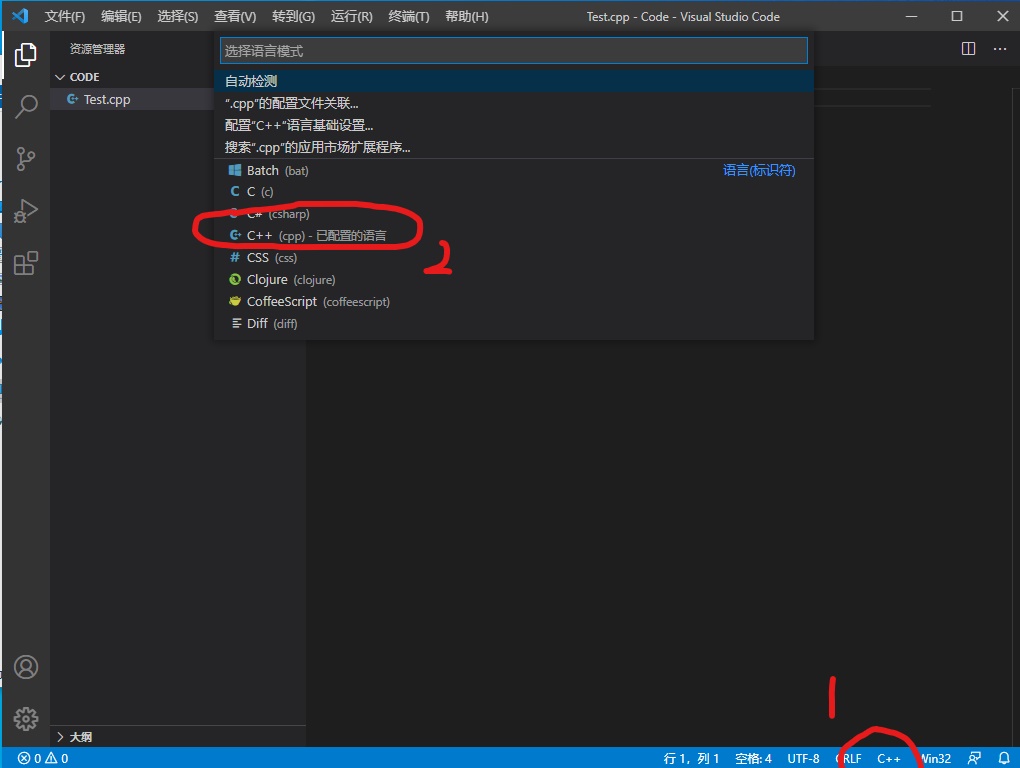 文件(F) 编辑(E) 选择(S) 查看(V) 转到(G) 运行(R) 终端(T) 帮助(H) Test.cpp - Code - Visual Studio Code
资源管理器
CODE
Test.cpp
选择语言模式
自动检测
“.cpp”的配置文件关联...
配置“C++”语言基础设置...
搜索“.cpp”的应用市场扩展程序...
Batch (bat) 语言(标识符)
C (c)
C# (csharp)
C++ (cpp) - 已配置的语言
2
CSS (css)
Clojure (clojure)
CoffeeScript (coffeescript)
Diff (diff)
1
大纲
0 0 行 1，列 1 空格: 4 UTF-8 CRLF C++ Win32